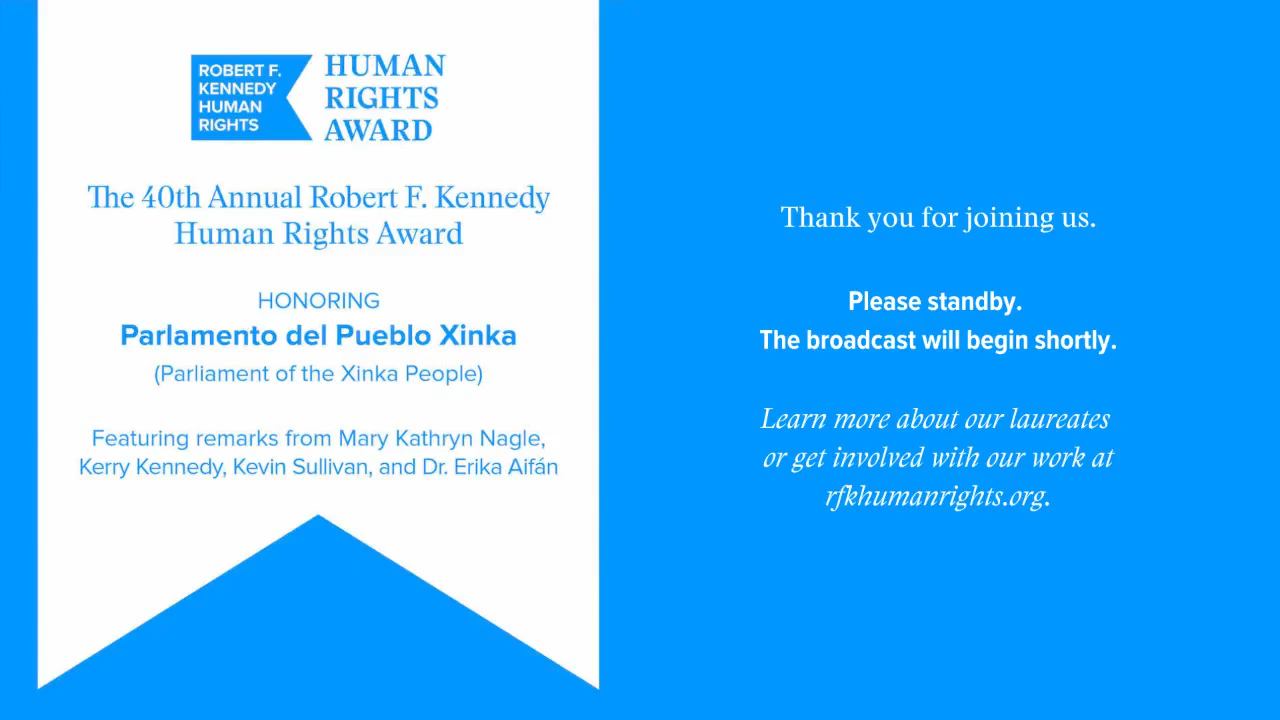 ROBERT F.
KENNEDY
HUMAN
RIGHTS
HUMAN
RIGHTS
AWARD
The 40th Annual Robert F. Kennedy
Human Rights Award
HONORING
Parlamento del Pueblo Xinka
(Parliament of the Xinka People)
Featuring remarks from Mary Kathryn Nagle,
Kerry Kennedy, Kevin Sullivan, and Dr. Erika Aifán
Thank you for joining us.
Please standby.
The broadcast will begin shortly.
Learn more about our laureates
or get involved with our work at
rfkhumanrights.org.